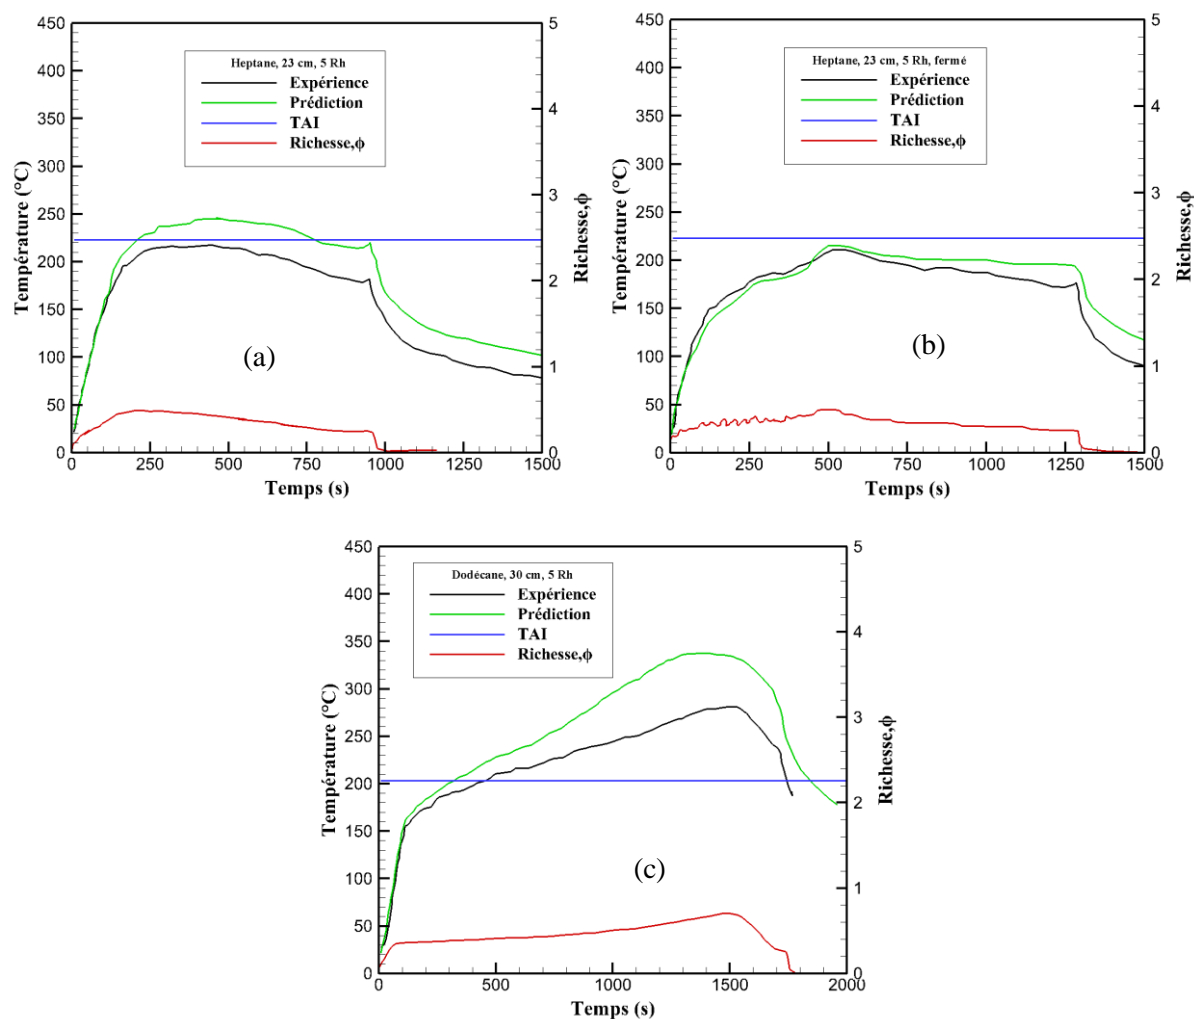 Heptane, 23 cm, 5 Rh
Expérience
Prédiction
TAI
Richesse,ϕ
450
400
350
300
250
200
150
100
50
0
Température (°C)
5
4
3
2
1
0
Richesse,ϕ
0
250
500
750
1000
1250
1500
Temps (s)
(a)
Heptane, 23 cm, 5 Rh, fermé
Expérience
Prédiction
TAI
Richesse,ϕ
450
400
350
300
250
200
150
100
50
0
Température (°C)
5
4
3
2
1
0
Richesse,ϕ
0
250
500
750
1000
1250
1500
Temps (s)
(b)
Dodécane, 30 cm, 5 Rh
Expérience
Prédiction
TAI
Richesse,ϕ
450
400
350
300
250
200
150
100
50
0
Température (°C)
5
4
3
2
1
0
Richesse,ϕ
0
500
1000
1500
2000
Temps (s)
(c)